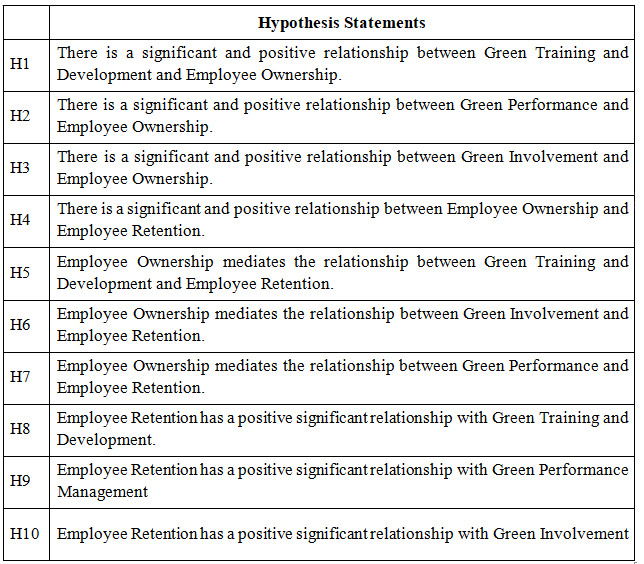 Hypothesis Statements
H1
There is a significant and positive relationship between Green Training and
Development and Employee Ownership.
H2
There is a significant and positive relationship between Green Performance and
Employee Ownership.
H3
There is a significant and positive relationship between Green Involvement and
Employee Ownership.
H4
There is a significant and positive relationship between Employee Ownership and
Employee Retention.
H5
Employee Ownership mediates the relationship between Green Training and
Development and Employee Retention.
H6
Employee Ownership mediates the relationship between Green Involvement and
Employee Retention.
H7
Employee Ownership mediates the relationship between Green Performance and
Employee Retention.
H8
Employee Retention has a positive significant relationship with Green Training and
Development.
H9
Employee Retention has a positive significant relationship with Green Performance
Management
H10
Employee Retention has a positive significant relationship with Green Involvement